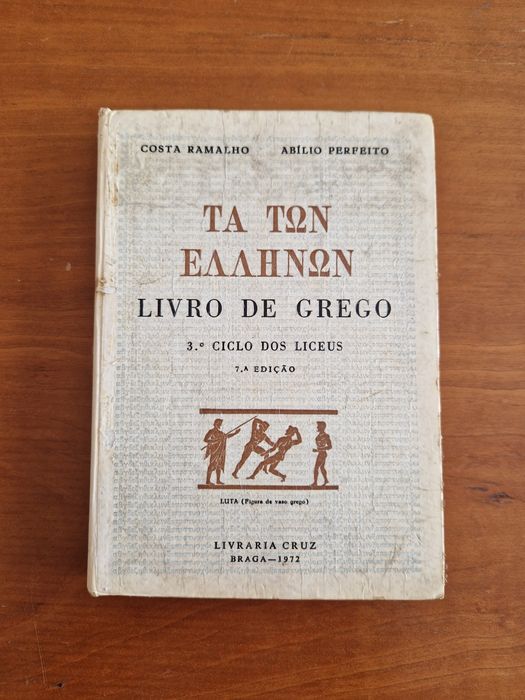 COSTA RAMALHO ABÍLIO PERFEITO
ΤΑ ΤΩΝ
ΕΛΛΗΝΩΝ
LIVRO DE GREGO
3.º CICLO DOS LICEUS
7.ª EDIÇÃO
LUTA (Figura de vaso grego)
LIVRARIA CRUZ
BRAGA—1972